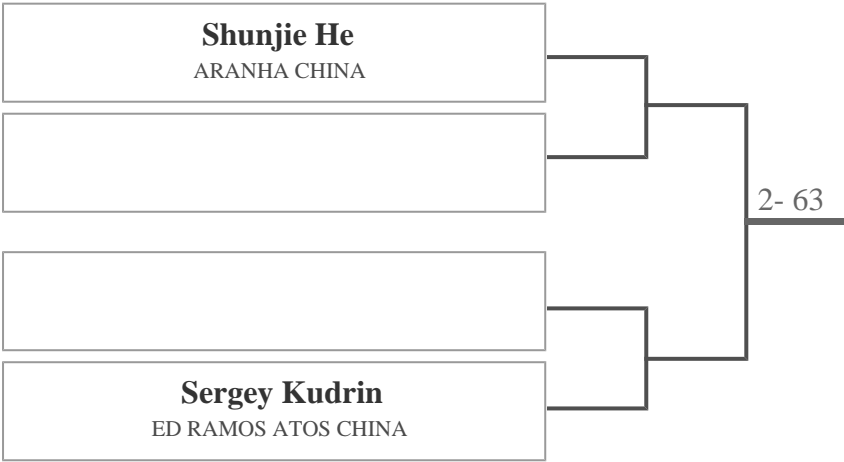 Shunjie He
ARANHA CHINA
2- 63
Sergey Kudrin
ED RAMOS ATOS CHINA